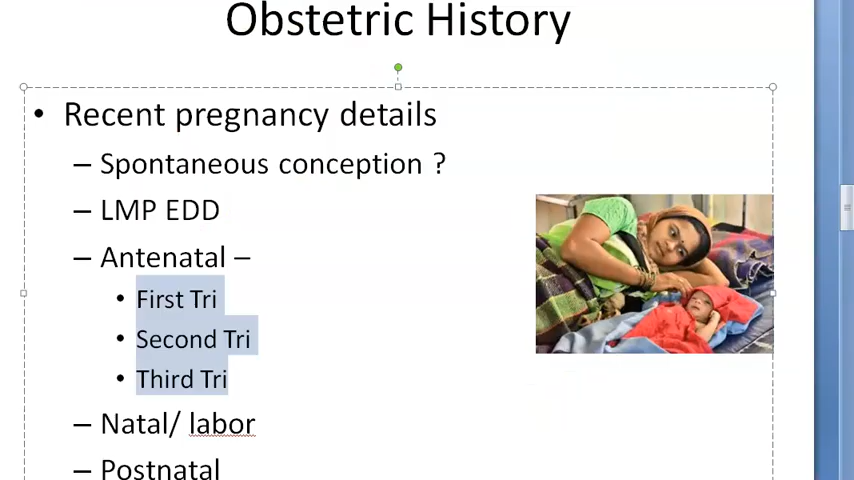 Obstetric History
• Recent pregnancy details
– Spontaneous conception ?
– LMP EDD
– Antenatal –
• First Tri
• Second Tri
• Third Tri
– Natal/ labor
– Postnatal